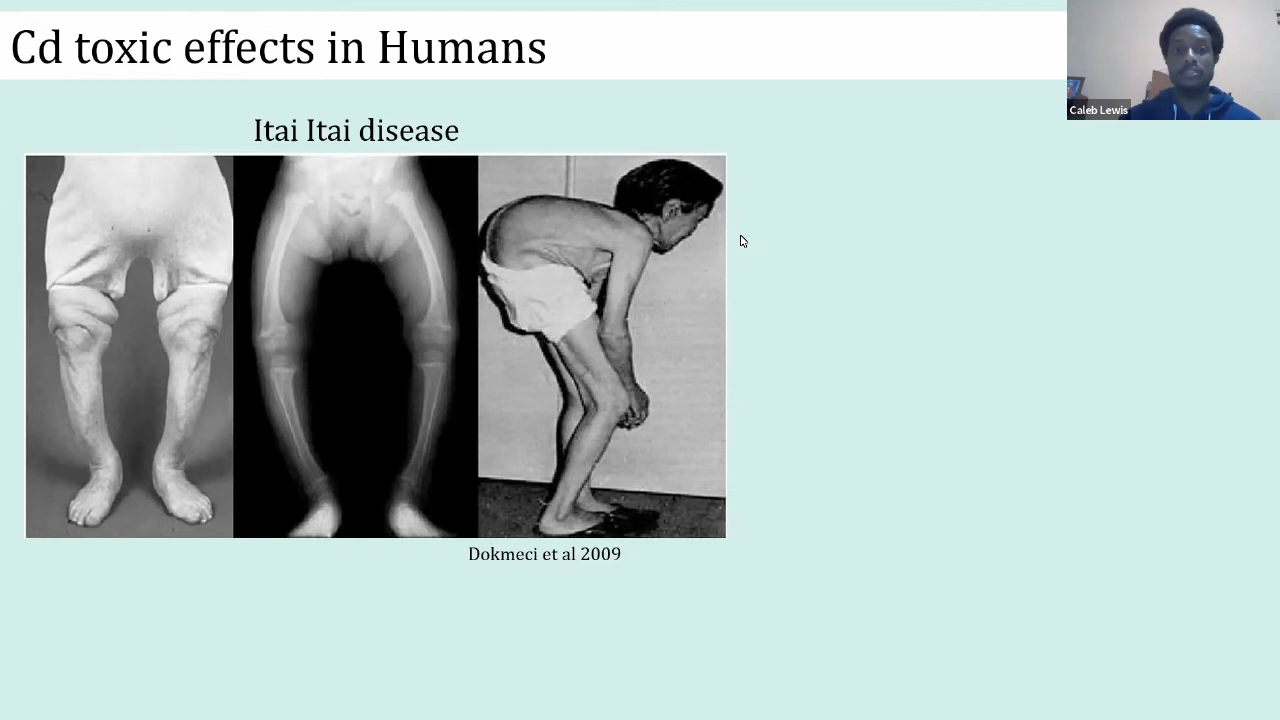 Cd toxic effects in Humans
Caleb Lewis
Itai Itai disease
Dokmeci et al 2009